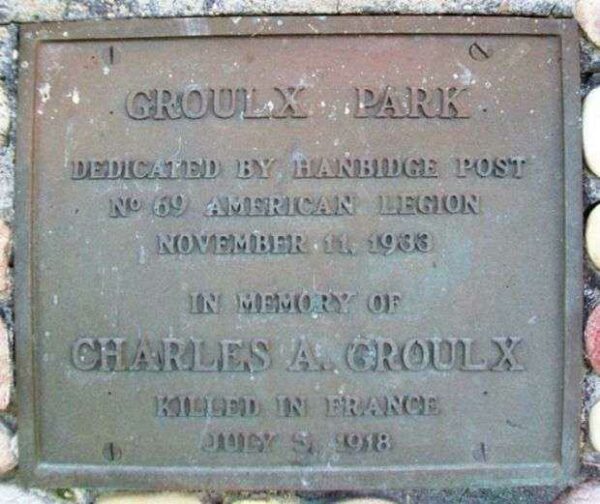 GROULX PARK
DEDICATED BY HANBIDGE POST
Nº 69 AMERICAN LEGION
NOVEMBER 11, 1933
IN MEMORY OF
CHARLES A. GROULX
KILLED IN FRANCE
JULY 5, 1918